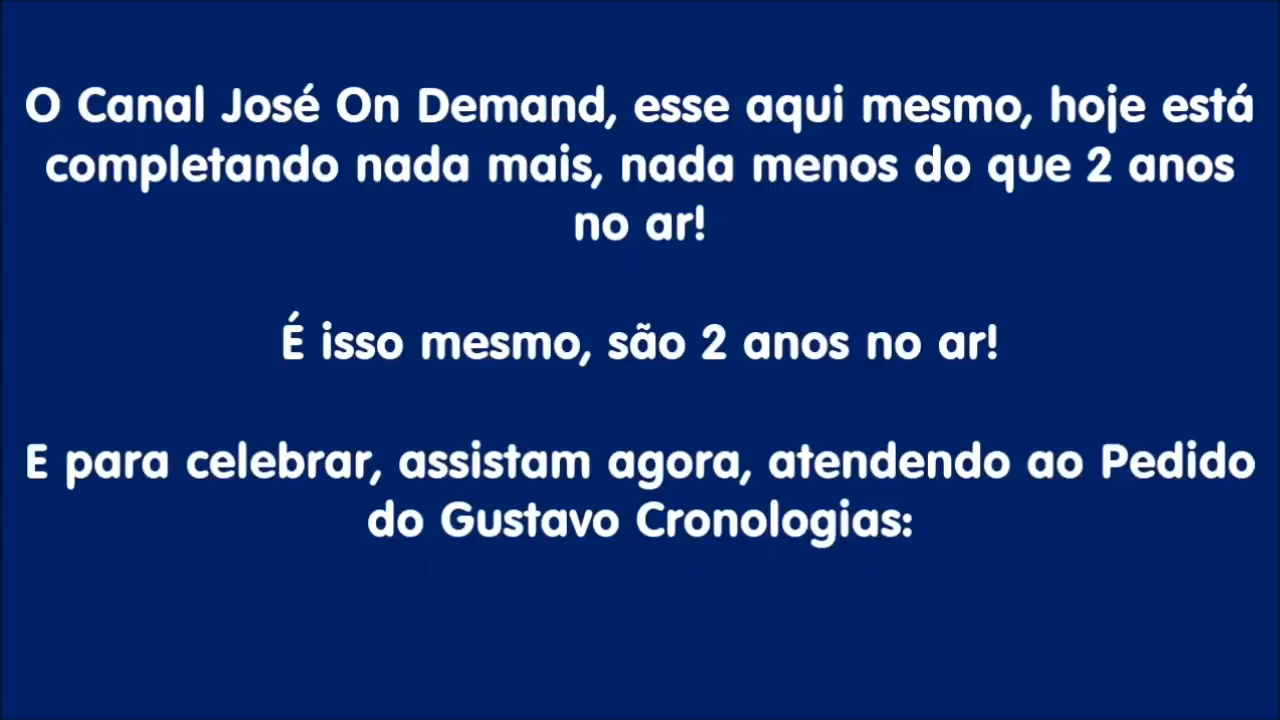 O Canal José On Demand, esse aqui mesmo, hoje está
completando nada mais, nada menos do que 2 anos
no ar!
É isso mesmo, são 2 anos no ar!
E para celebrar, assistam agora, atendendo ao Pedido
do Gustavo Cronologias: